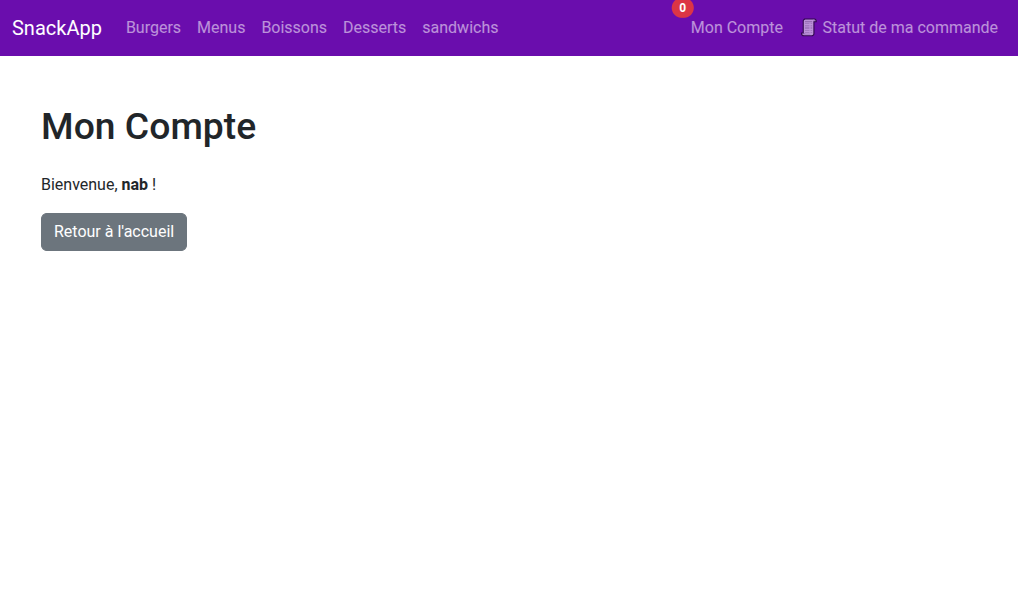 SnackApp Burgers Menus Boissons Desserts sandwichs 0 Mon Compte Statut de ma commande
Mon Compte
Bienvenue, nab !
Retour à l'accueil